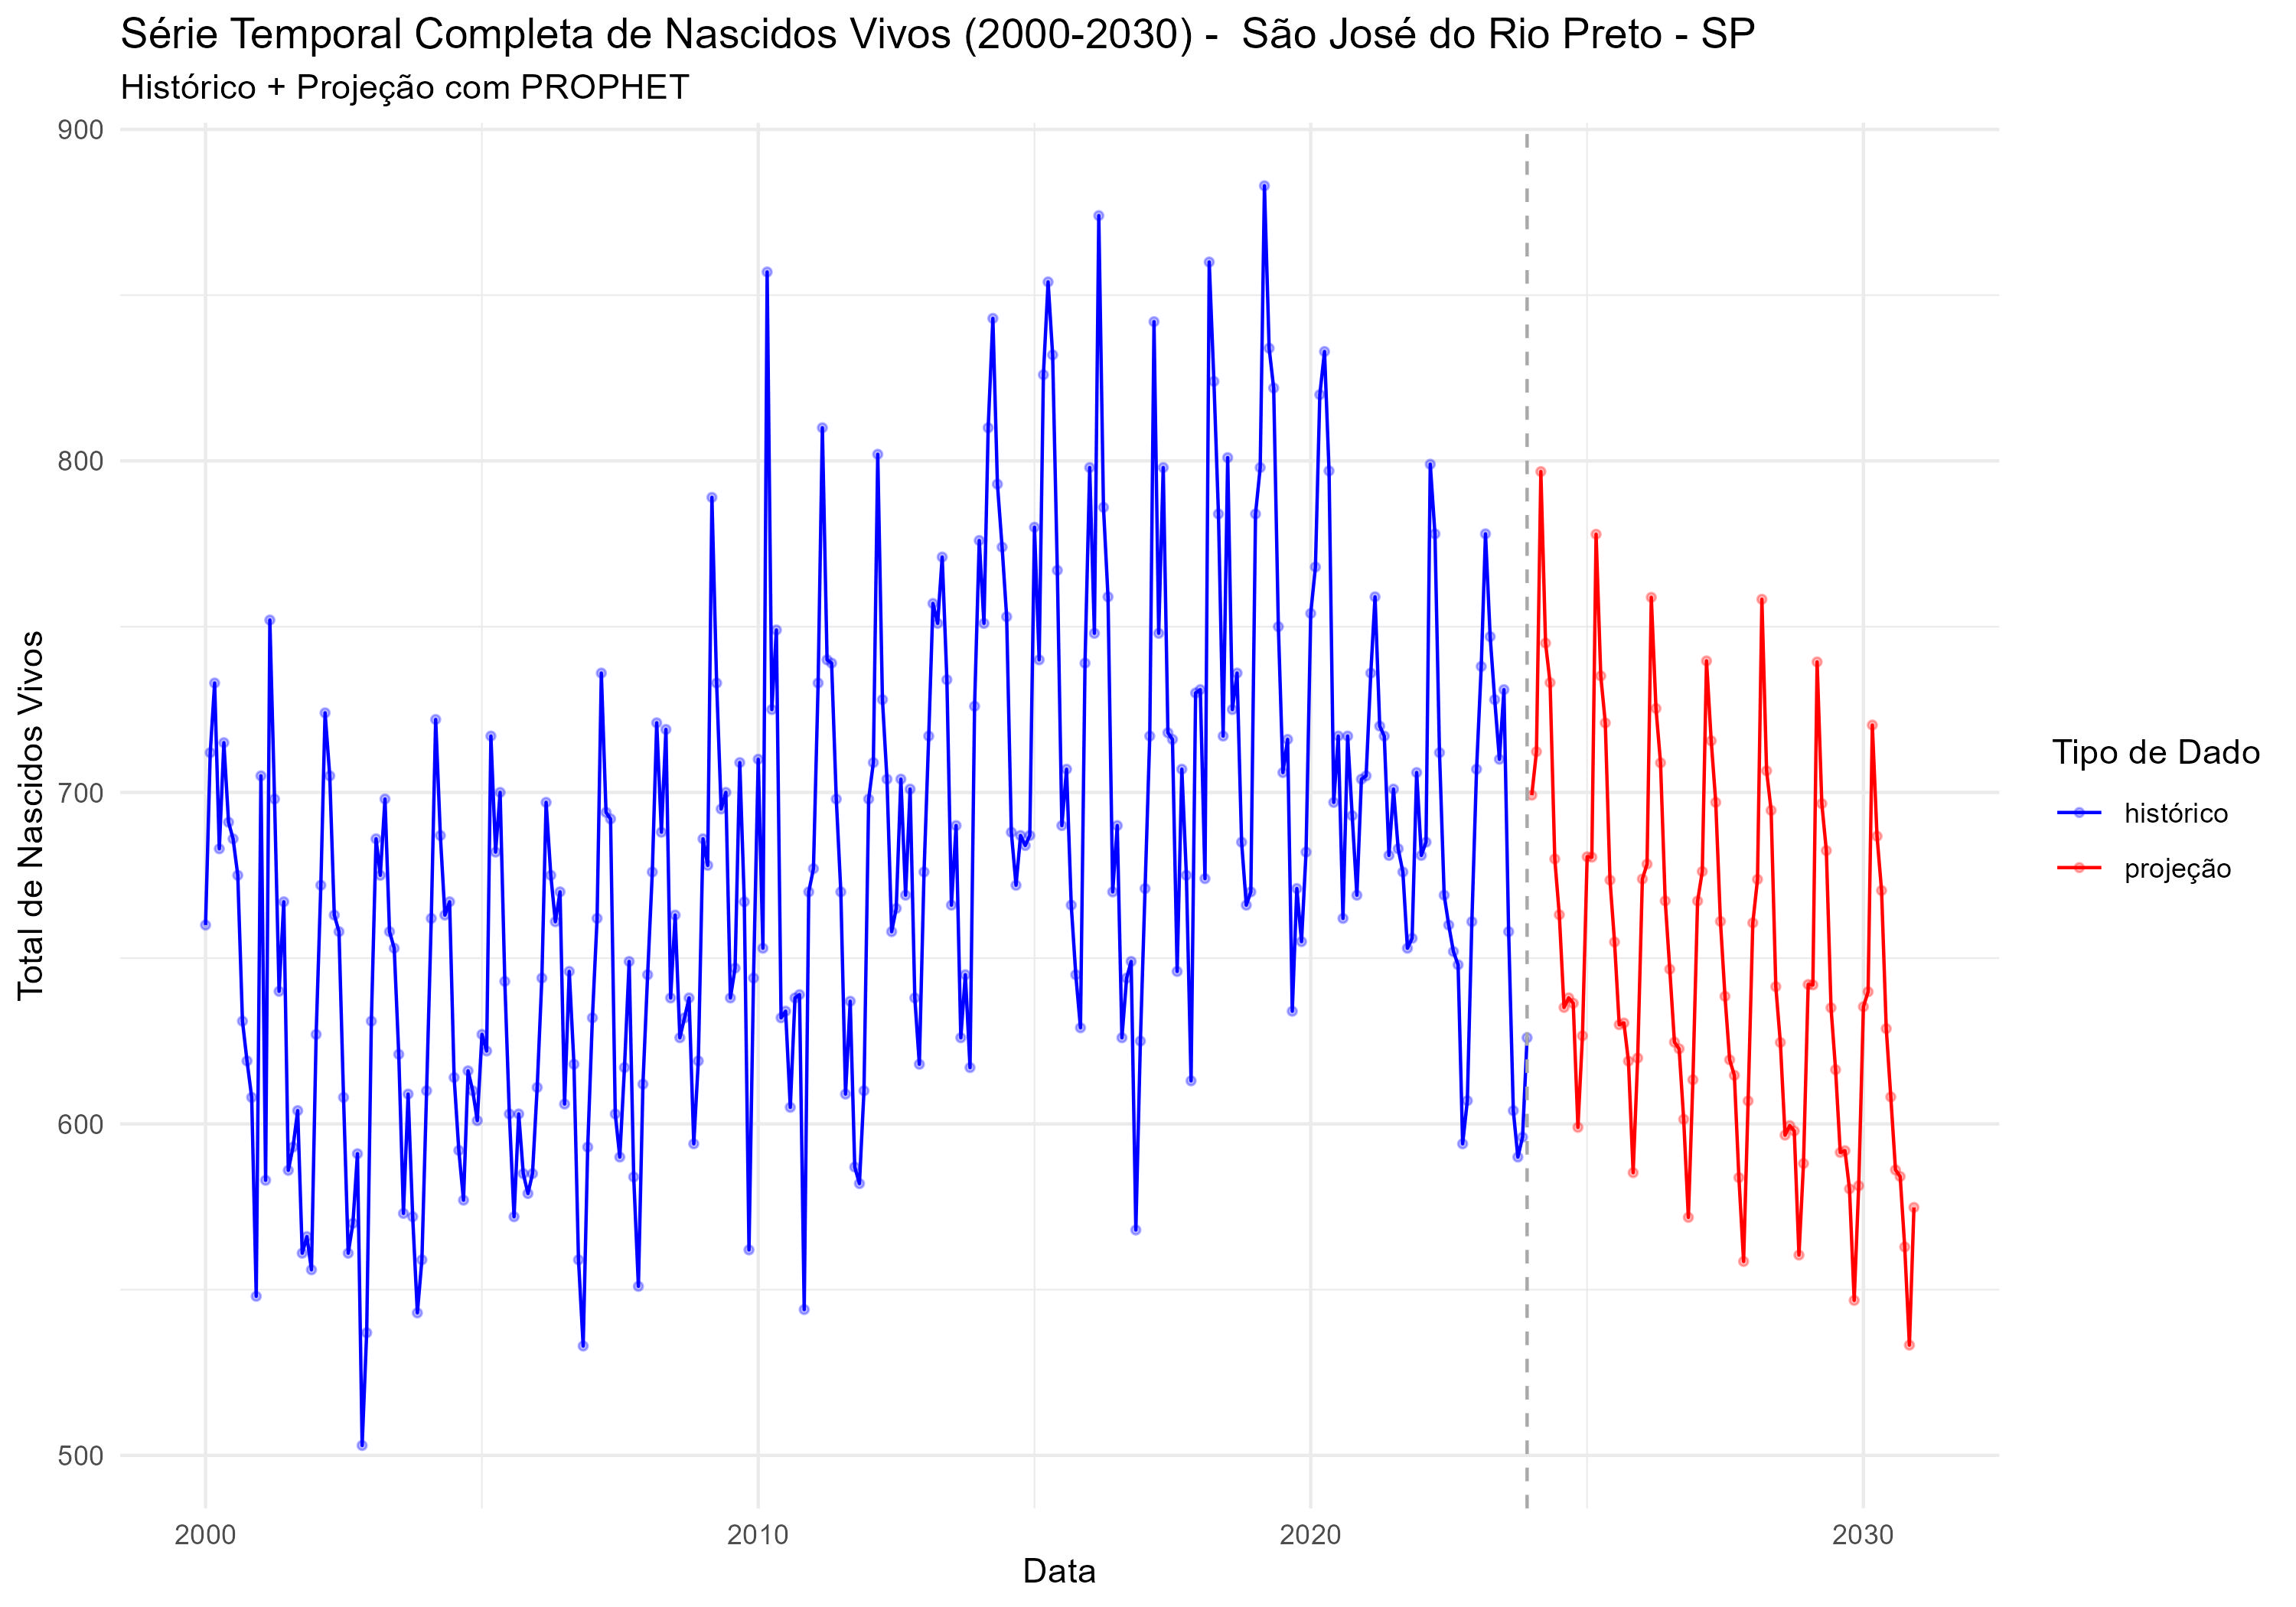 Série Temporal Completa de Nascidos Vivos (2000-2030) -  São José do Rio Preto - SP
Histórico + Projeção com PROPHET
900
800
700
600
500
Total de Nascidos Vivos
2000
2010
2020
2030
Data
Tipo de Dado
histórico
projeção